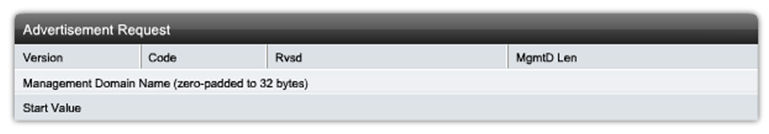 Advertisement Request
Version Code Rvsd MgmtD Len
Management Domain Name (zero-padded to 32 bytes)
Start Value